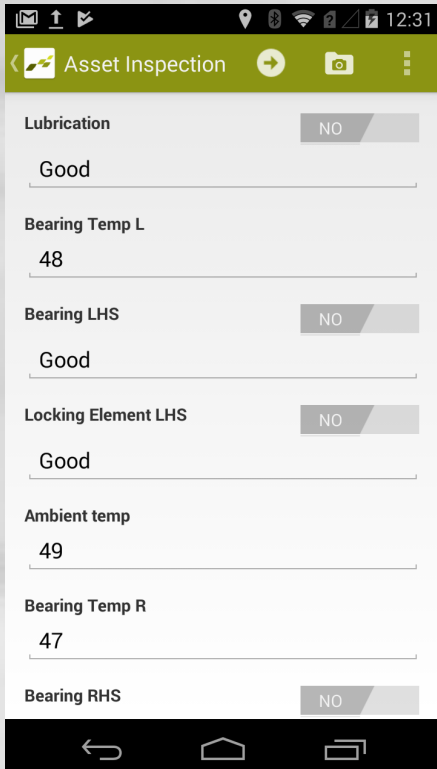 12:31
Asset Inspection
Lubrication NO
Good
Bearing Temp L
48
Bearing LHS NO
Good
Locking Element LHS NO
Good
Ambient temp
49
Bearing Temp R
47
Bearing RHS NO